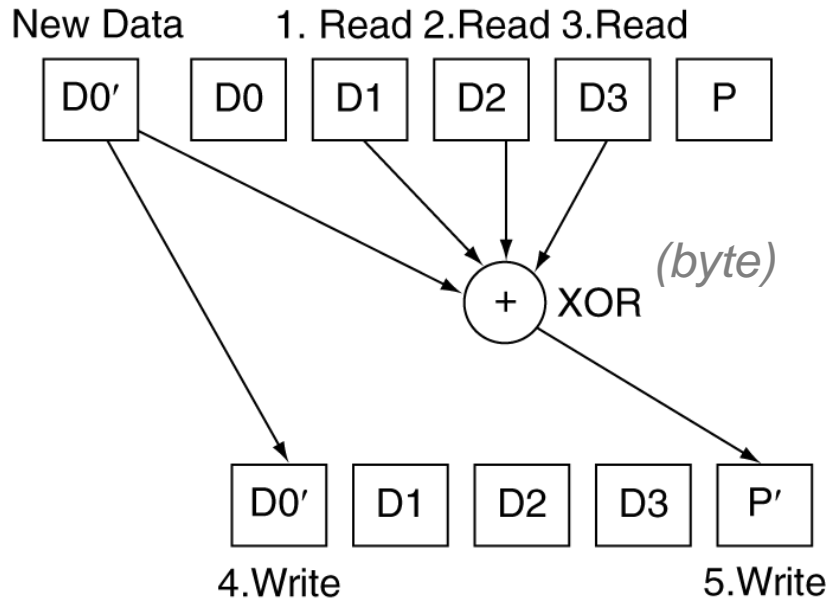 New Data 1. Read 2.Read 3.Read
D0′ D0 D1 D2 D3 P
(byte)
+ XOR
D0′ D1 D2 D3 P′
4.Write 5.Write